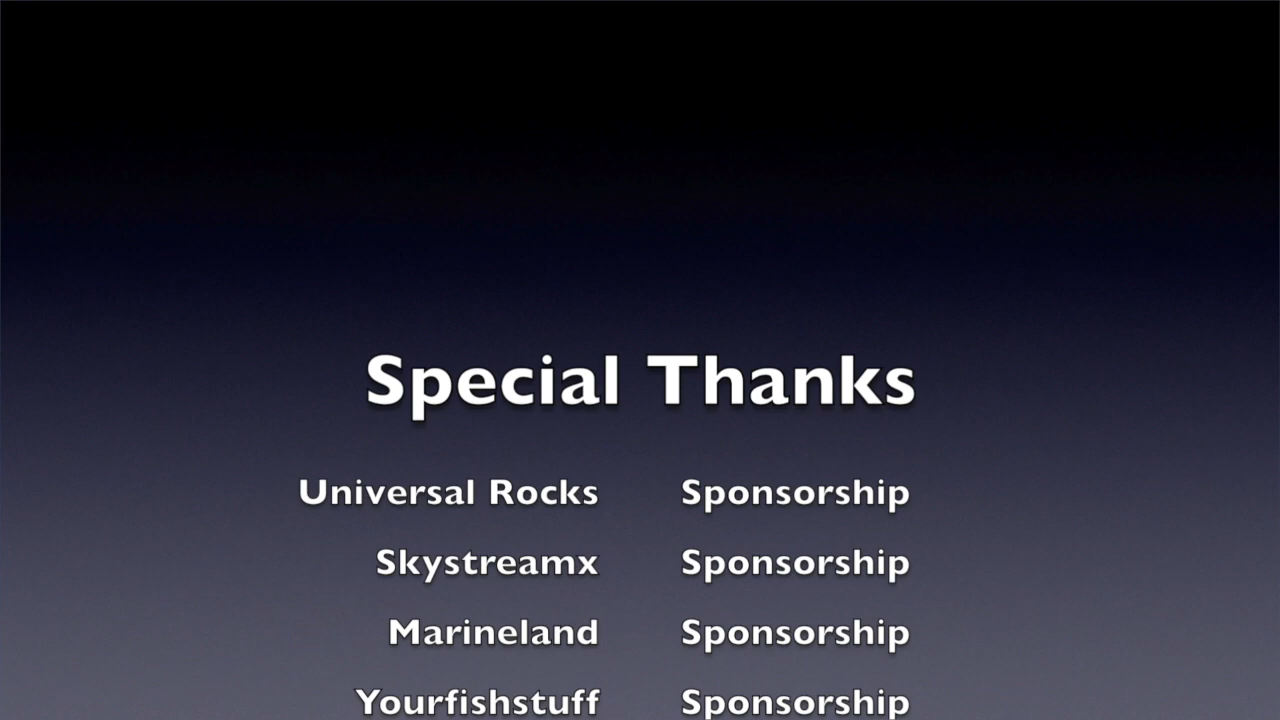 Special Thanks
Universal Rocks Sponsorship
Skystreamx Sponsorship
Marineland Sponsorship
Yourfishstuff Sponsorship